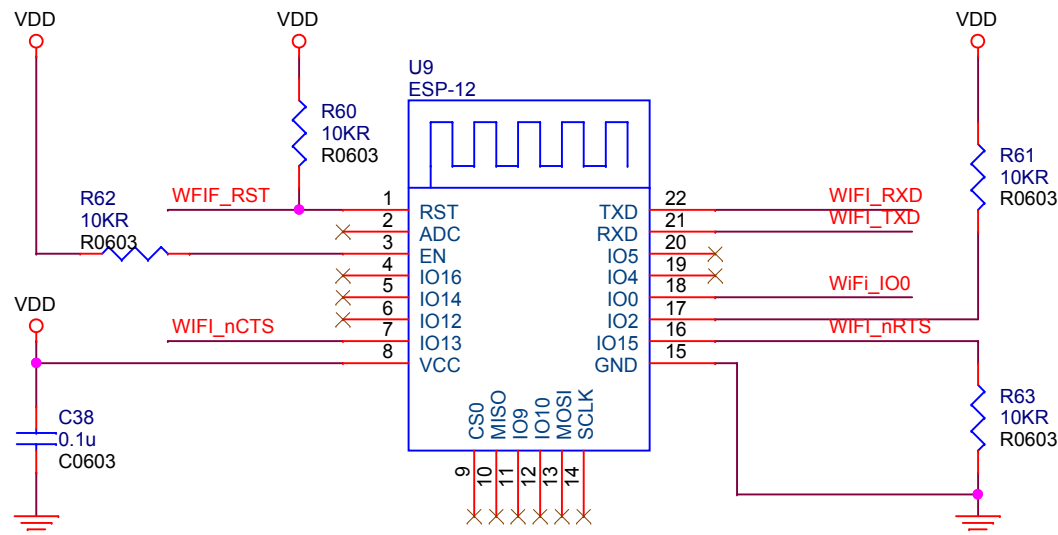 VDD
VDD
VDD
U9
ESP-12
R60
10KR
R0603
R61
10KR
R0603
R62
10KR
R0603
WFIF_RST
1
RST
2
ADC
3
EN
4
IO16
5
IO14
6
IO12
7
IO13
8
VCC
22
TXD
WIFI_RXD
21
RXD
WIFI_TXD
20
IO5
19
IO4
18
IO0
WiFi_IO0
17
IO2
16
IO15
WIFI_nRTS
15
GND
VDD
WIFI_nCTS
C38
0.1u
C0603
R63
10KR
R0603
CS0
MISO
IO9
IO10
MOSI
SCLK
9
10
11
12
13
14